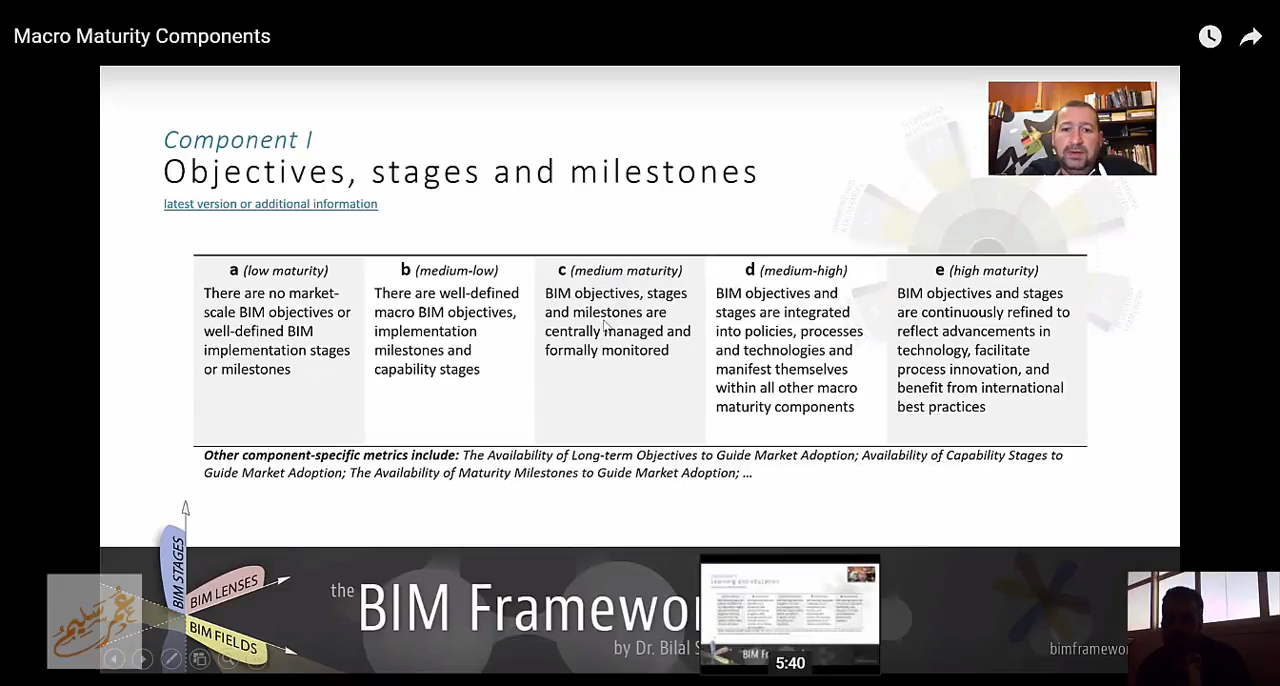 Macro Maturity Components
Component I
Objectives, stages and milestones
latest version or additional information
a (low maturity)
There are no market-
scale BIM objectives or
well-defined BIM
implementation stages
or milestones
b (medium-low)
There are well-defined
macro BIM objectives,
implementation
milestones and
capability stages
c (medium maturity)
BIM objectives, stages
and milestones are
centrally managed and
formally monitored
d (medium-high)
BIM objectives and
stages are integrated
into policies, processes
and technologies and
manifest themselves
within all other macro
maturity components
e (high maturity)
BIM objectives and stages
are continuously refined to
reflect advancements in
technology, facilitate
process innovation, and
benefit from international
best practices
Other component-specific metrics include: The Availability of Long-term Objectives to Guide Market Adoption; Availability of Capability Stages to
Guide Market Adoption; The Availability of Maturity Milestones to Guide Market Adoption; ...
BIM STAGES
BIM LENSES
BIM FIELDS
the BIM Framewor
by Dr. Bilal S
bimframewor
Learning and education
BIM Fr
5:40